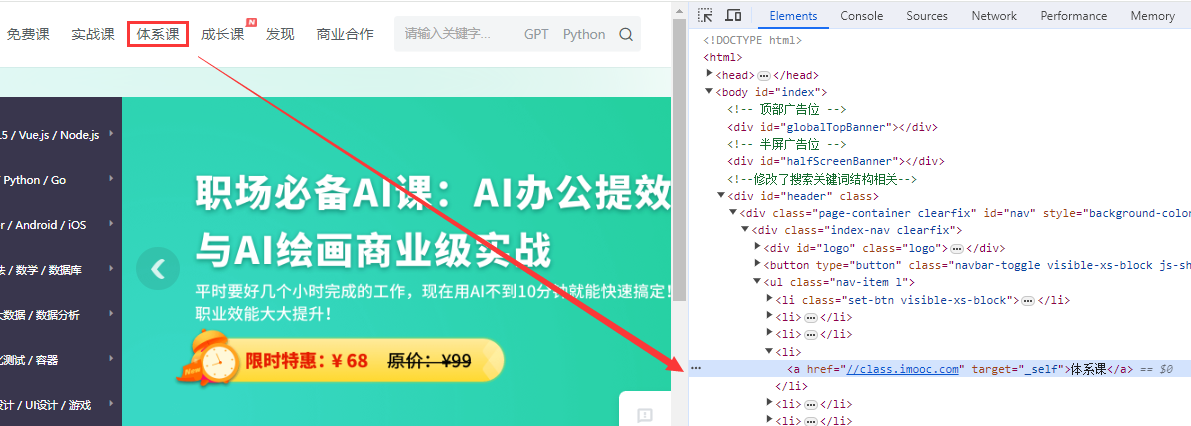 免费课 实战课 体系课 成长课 N 发现 商业合作 请输入关键字... GPT Python
.5 / Vue.js / Node.js
Python / Go
r / Android / iOS
法 / 数学 / 数据库
大数据 / 数据分析
化测试 / 容器
设计 / UI设计 / 游戏
职场必备AI课：AI办公提效
与AI绘画商业级实战
平时要好几个小时完成的工作，现在用AI不到10分钟就能快速搞定！
职业效能大大提升！
限时特惠：￥68 原价：￥99
Elements Console Sources Network Performance Memory
<!DOCTYPE html>
<html>
<head>…</head>
<body id="index">
<!-- 顶部广告位 -->
<div id="globalTopBanner"></div>
<!-- 半屏广告位 -->
<div id="halfScreenBanner"></div>
<!--修改了搜索关键词结构相关-->
<div id="header" class>
<div class="page-container clearfix" id="nav" style="background-color
<div class="index-nav clearfix">
<div id="logo" class="logo">…</div>
<button type="button" class="navbar-toggle visible-xs-block js-sh
<ul class="nav-item l">
<li class="set-btn visible-xs-block">…</li>
<li>…</li>
<li>…</li>
<li>
<a href="//class.imooc.com" target="_self">体系课</a> == $0
</li>
<li>…</li>
<li>…</li>